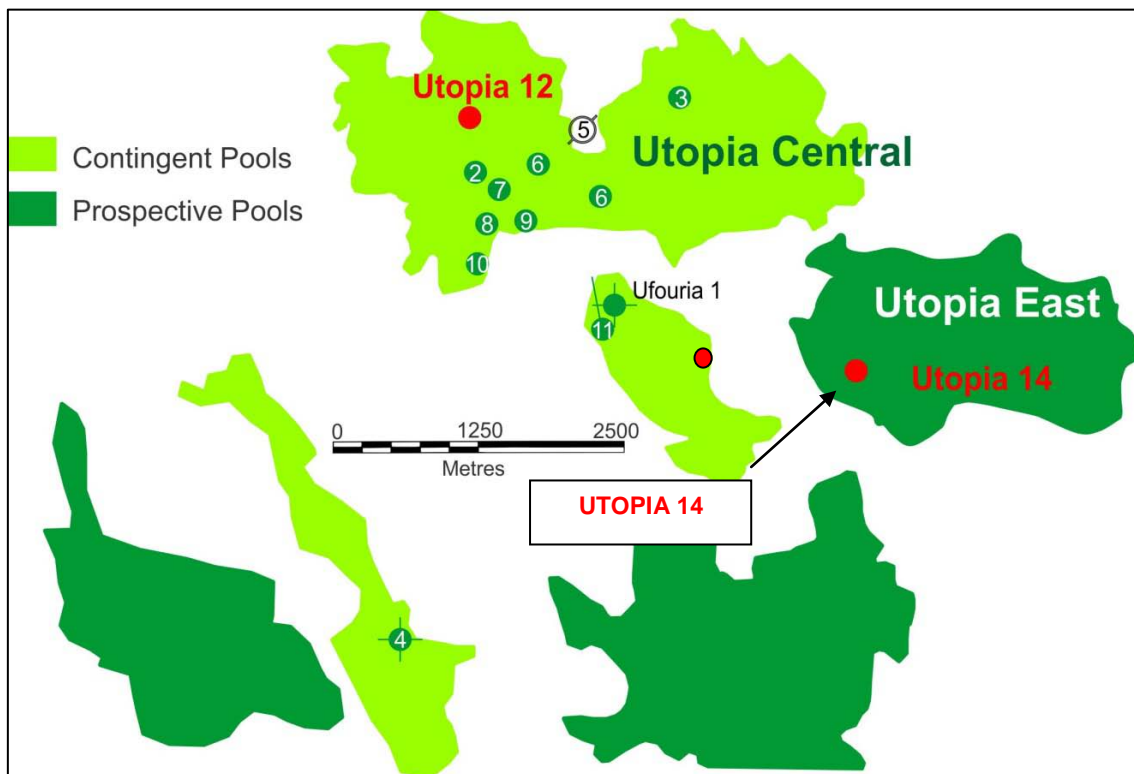 Utopia 12
3
5
Contingent Pools
Utopia Central
6
2
7
6
Prospective Pools
8
9
10
Utopia East
Ufouria 1
11
Utopia 14
0 1250 2500
Metres
UTOPIA 14
4